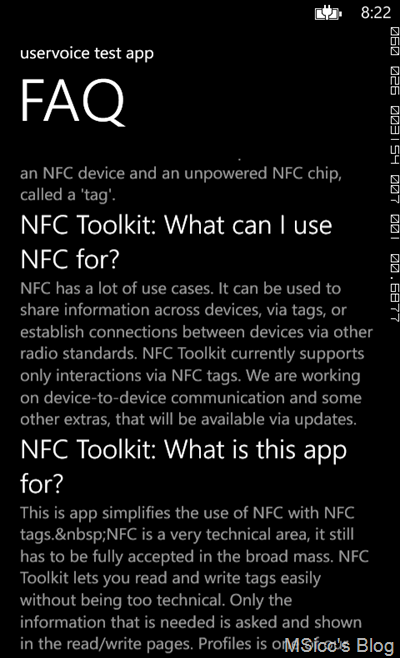 8:22
uservoice test app
FAQ
an NFC device and an unpowered NFC chip,
called a 'tag'.
NFC Toolkit: What can I use
NFC for?
NFC has a lot of use cases. It can be used to
share information across devices, via tags, or
establish connections between devices via other
radio standards. NFC Toolkit currently supports
only interactions via NFC tags. We are working
on device-to-device communication and some
other extras, that will be available via updates.
NFC Toolkit: What is this app
for?
This is app simplifies the use of NFC with NFC
tags.&nbsp;NFC is a very technical area, it still
has to be fully accepted in the broad mass. NFC
Toolkit lets you read and write tags easily
without being too technical. Only the
information that is needed is asked and shown
in the read/write pages. Profiles is one of our
MSicc's Blog
060 026 003154 007 001 00.6877